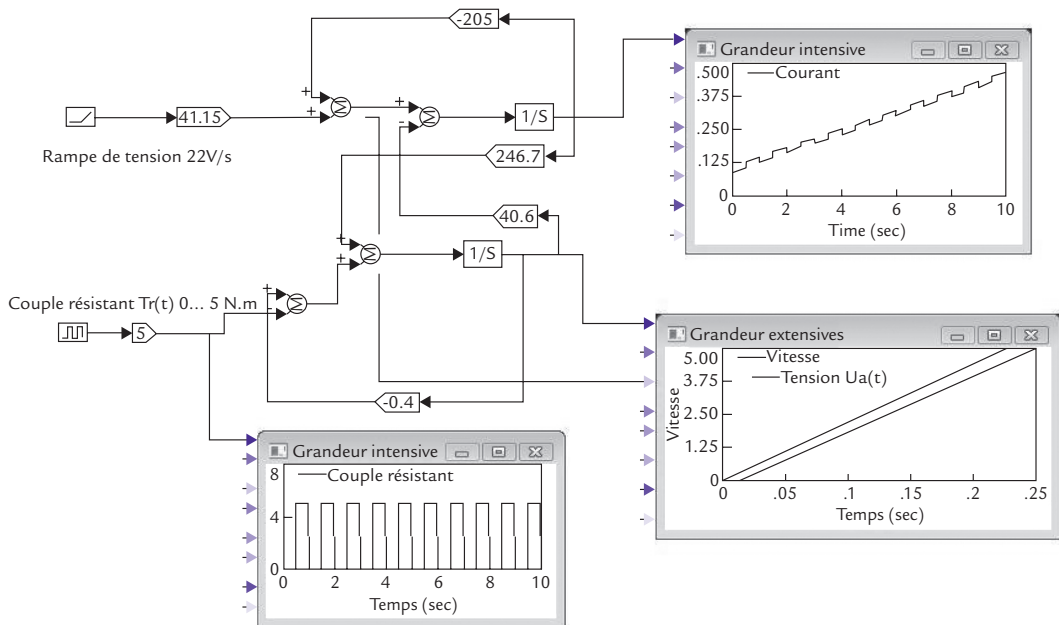 -205
41.15
Rampe de tension 22V/s
+
+
Σ
+
-
Σ
1/S
246.7
40.6
+
+
Σ
1/S
Couple résistant Tr(t) 0... 5 N.m
5
+
-
Σ
-0.4
Grandeur intensive
Courant
.500
.375
.250
.125
0
0 2 4 6 8 10
Time (sec)
Grandeur extensives
Vitesse
Tension Ua(t)
Vitesse
5.00
3.75
2.50
1.25
0
0 .05 .1 .15 .2 .25
Temps (sec)
Grandeur intensive
Couple résistant
8
4
0
0 2 4 6 8 10
Temps (sec)